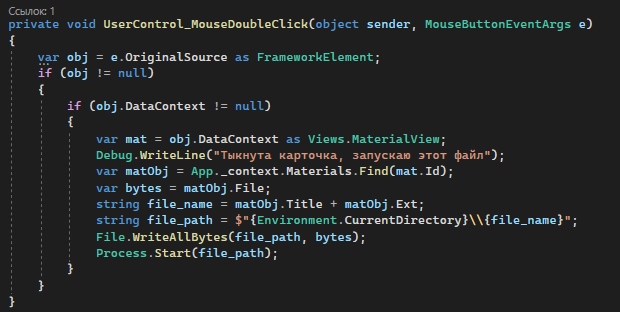 Ссылок: 1
private void UserControl_MouseDoubleClick(object sender, MouseButtonEventArgs e)
{
    var obj = e.OriginalSource as FrameworkElement;
    if (obj != null)
    {
        if (obj.DataContext != null)
        {
            var mat = obj.DataContext as Views.MaterialView;
            Debug.WriteLine("Тыкнута карточка, запускаю этот файл");
            var matObj = App._context.Materials.Find(mat.Id);
            var bytes = matObj.File;
            string file_name = matObj.Title + matObj.Ext;
            string file_path = $"{Environment.CurrentDirectory}\\{file_name}";
            File.WriteAllBytes(file_path, bytes);
            Process.Start(file_path);
        }
    }
}